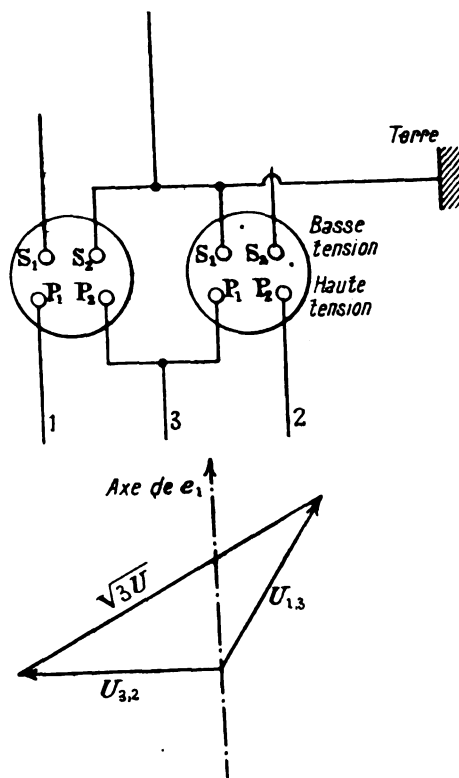 Terre
S₁ S₂ S₁ S₂
Basse tension
P₁ P₂ P₁ P₂
Haute tension
1 3 2
Axe de e₁
√3U
U₁.₃
U₃,₂